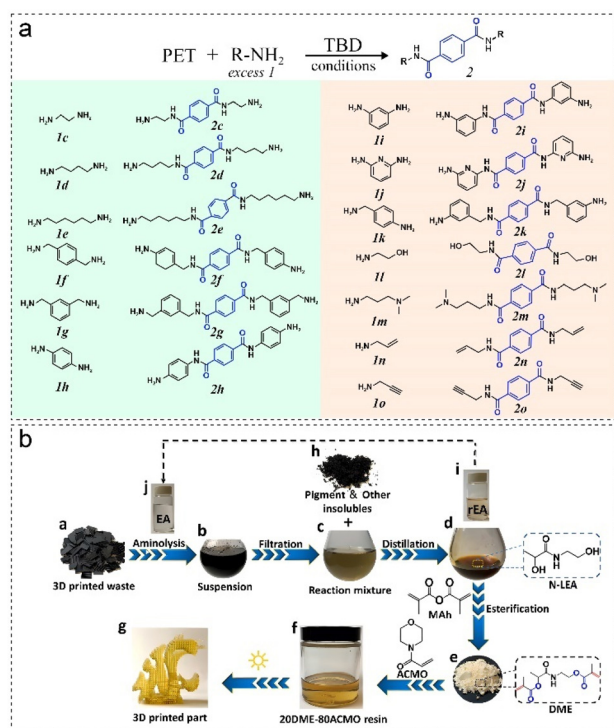 a
PET + R-NH2
excess 1
TBD
conditions
2
1c 2c
1d 2d
1e 2e
1f 2f
1g 2g
1h 2h
1i 2i
1j 2j
1k 2k
1l 2l
1m 2m
1n 2n
1o 2o
b
h
Pigment & Other
insolubles
j
EA
i
rEA
a
3D printed waste
Aminolysis
b
Suspension
Filtration
+
c
Reaction mixture
Distillation
d
N-LEA
MAh
Esterification
g
3D printed part
f
20DME-80ACMO resin
ACMO
e
DME